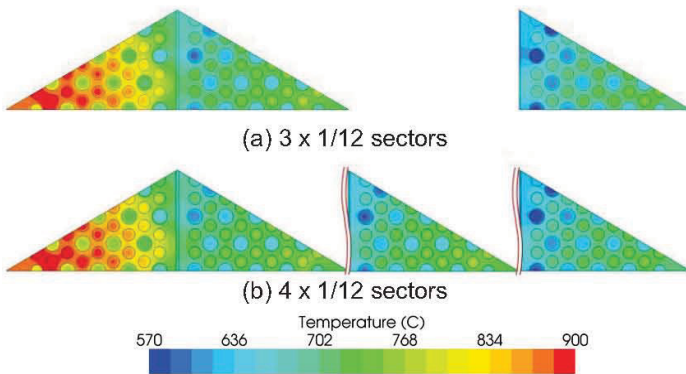 (a) 3 x 1/12 sectors
(b) 4 x 1/12 sectors
Temperature (C)
570 636 702 768 834 900